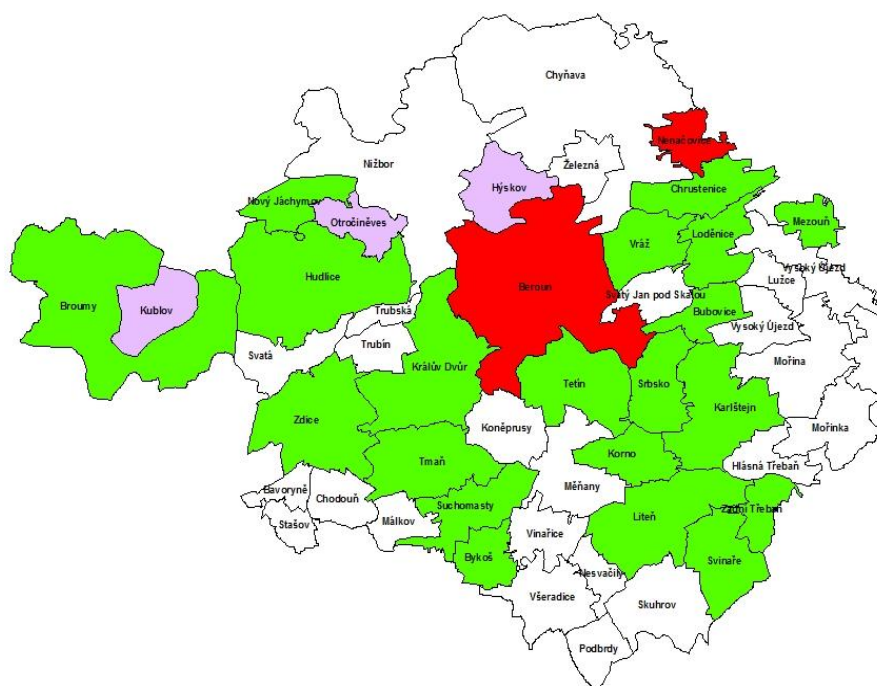 Chyňava
Nenačovice
Nižbor
Železná
Hýskov
Chrustenice
Nový Jáchymov
Otročiněves
Mezouň
Loděnice
Vráž
Hudlice
Vysoký Újezd
Lužce
Beroun
Svatý Jan pod Skalou
Broumy
Kublov
Trubská
Bubovice
Vysoký Újezd
Trubín
Svatá
Králův Dvůr
Mořina
Tetín
Srbsko
Karlštejn
Zdice
Koněprusy
Mořinka
Tmaň
Korno
Hlásná Třebaň
Měňany
Bavoryně
Chodouň
Suchomasty
Zadní Třebaň
Liteň
Stašov
Málkov
Vinařice
Bykoš
Svinaře
Nesvačily
Všeradice
Skuhrov
Podbrdy